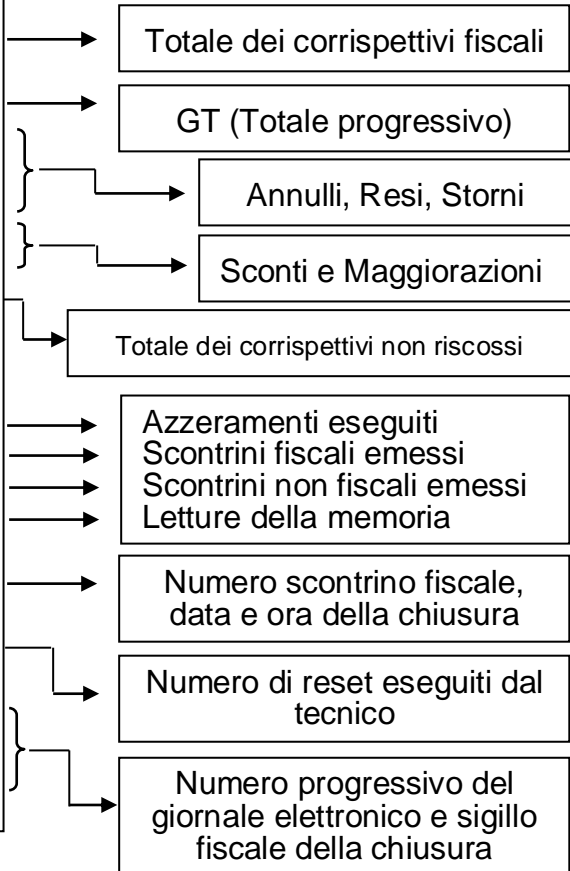 Totale dei corrispettivi fiscali
GT (Totale progressivo)
Annulli, Resi, Storni
Sconti e Maggiorazioni
Totale dei corrispettivi non riscossi
Azzeramenti eseguiti
Scontrini fiscali emessi
Scontrini non fiscali emessi
Letture della memoria
Numero scontrino fiscale,
data e ora della chiusura
Numero di reset eseguiti dal
tecnico
Numero progressivo del
giornale elettronico e sigillo
fiscale della chiusura